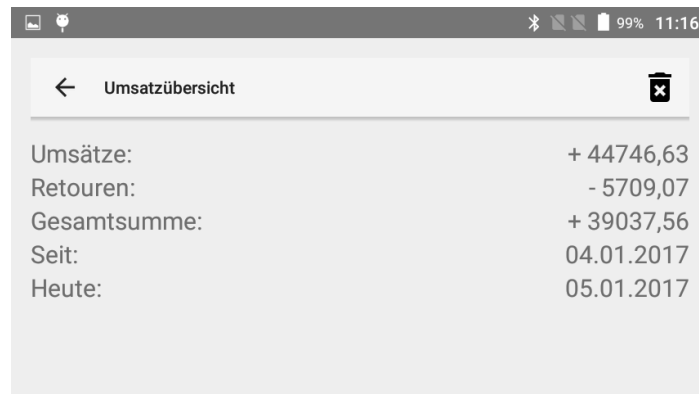 99% 11:16
Umsatzübersicht
Umsätze: + 44746,63
Retouren: - 5709,07
Gesamtsumme: + 39037,56
Seit: 04.01.2017
Heute: 05.01.2017